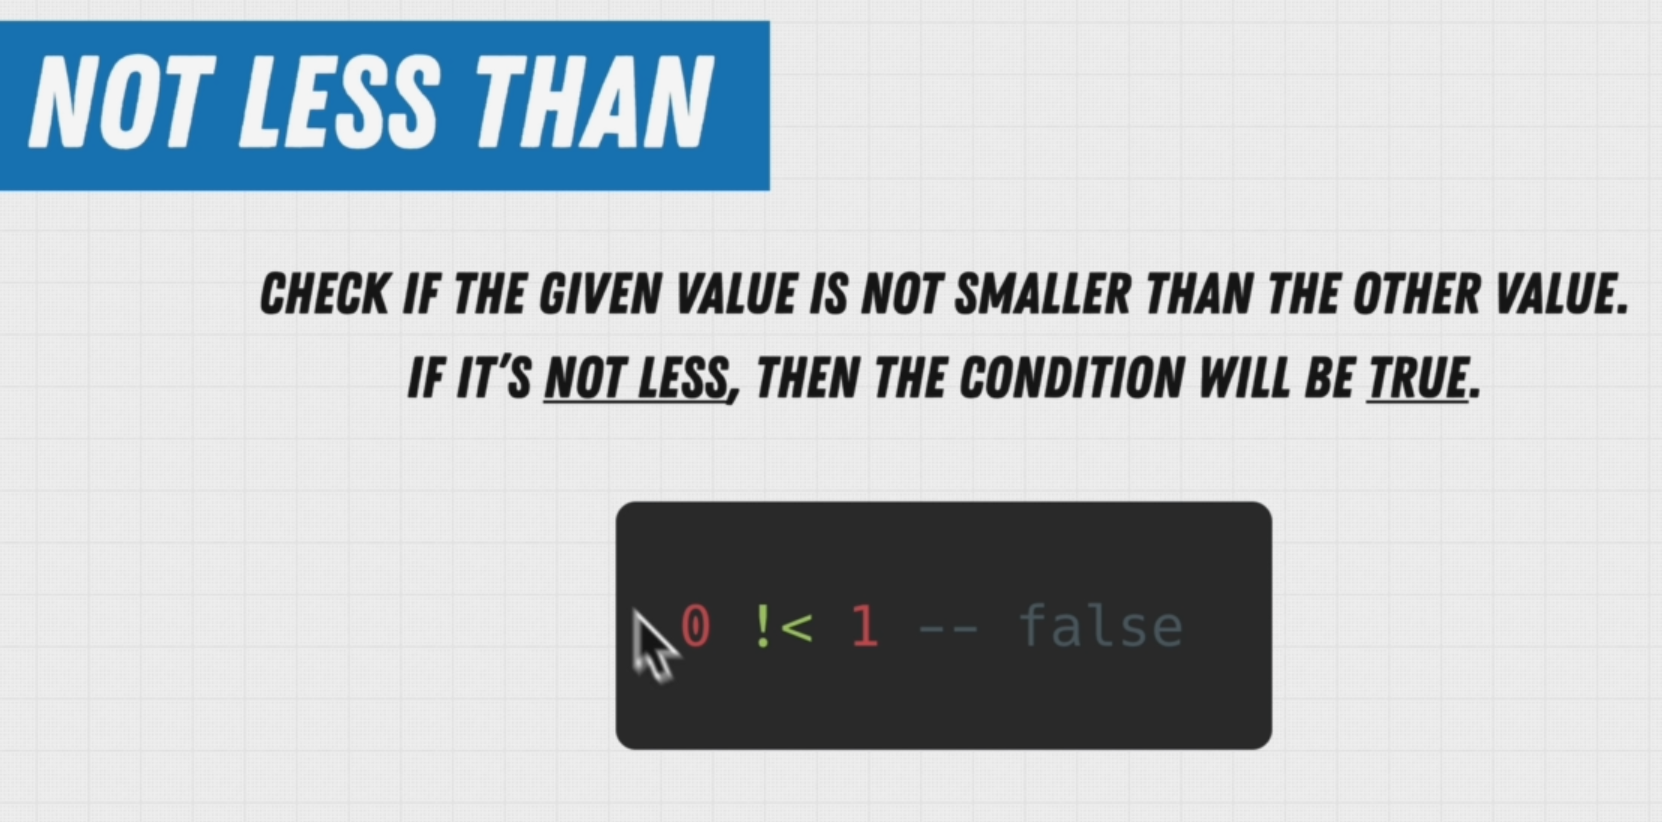 NOT LESS THAN
CHECK IF THE GIVEN VALUE IS NOT SMALLER THAN THE OTHER VALUE.
IF IT'S NOT LESS, THEN THE CONDITION WILL BE TRUE.
0 !< 1 -- false